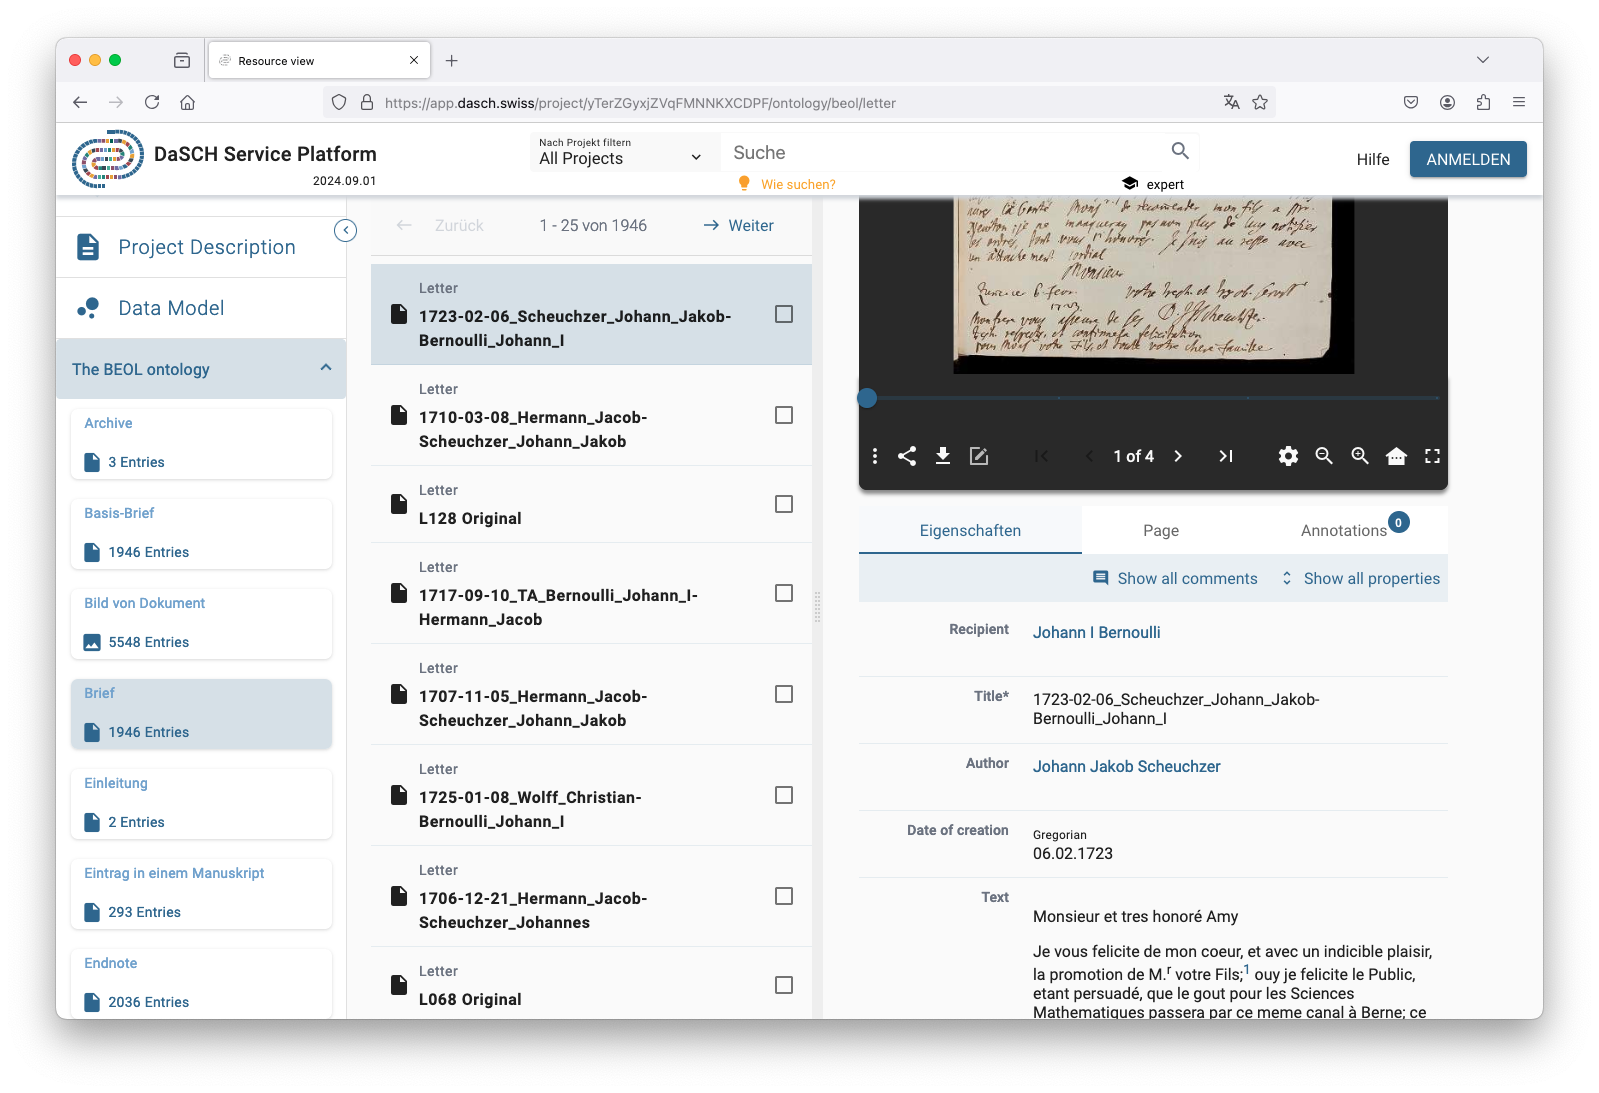 Resource view
https://app.dasch.swiss/project/yTerZGyxjZVqFMNNKXCDPF/ontology/beol/letter
DaSCH Service Platform
2024.09.01
Nach Projekt filtern
All Projects
Suche
Wie suchen?
expert
Hilfe
ANMELDEN
Project Description
Data Model
The BEOL ontology
Archive
3 Entries
Basis-Brief
1946 Entries
Bild von Dokument
5548 Entries
Brief
1946 Entries
Einleitung
2 Entries
Eintrag in einem Manuskript
293 Entries
Endnote
2036 Entries
Zurück
1 - 25 von 1946
Weiter
Letter
1723-02-06_Scheuchzer_Johann_Jakob-
Bernoulli_Johann_I
Letter
1710-03-08_Hermann_Jacob-
Scheuchzer_Johann_Jakob
Letter
L128 Original
Letter
1717-09-10_TA_Bernoulli_Johann_I-
Hermann_Jacob
Letter
1707-11-05_Hermann_Jacob-
Scheuchzer_Johann_Jakob
Letter
1725-01-08_Wolff_Christian-
Bernoulli_Johann_I
Letter
1706-12-21_Hermann_Jacob-
Scheuchzer_Johannes
Letter
L068 Original
Monsieur
1 of 4
Eigenschaften
Page
Annotations
0
Show all comments
Show all properties
Recipient
Johann I Bernoulli
Title*
1723-02-06_Scheuchzer_Johann_Jakob-
Bernoulli_Johann_I
Author
Johann Jakob Scheuchzer
Date of creation
Gregorian
06.02.1723
Text
Monsieur et tres honoré Amy
Je vous felicite de mon coeur, et avec un indicible plaisir,
la promotion de M.r votre Fils;1 ouy je felicite le Public,
etant persuadé, que le gout pour les Sciences
Mathematiques passera par ce meme canal à Berne; ce